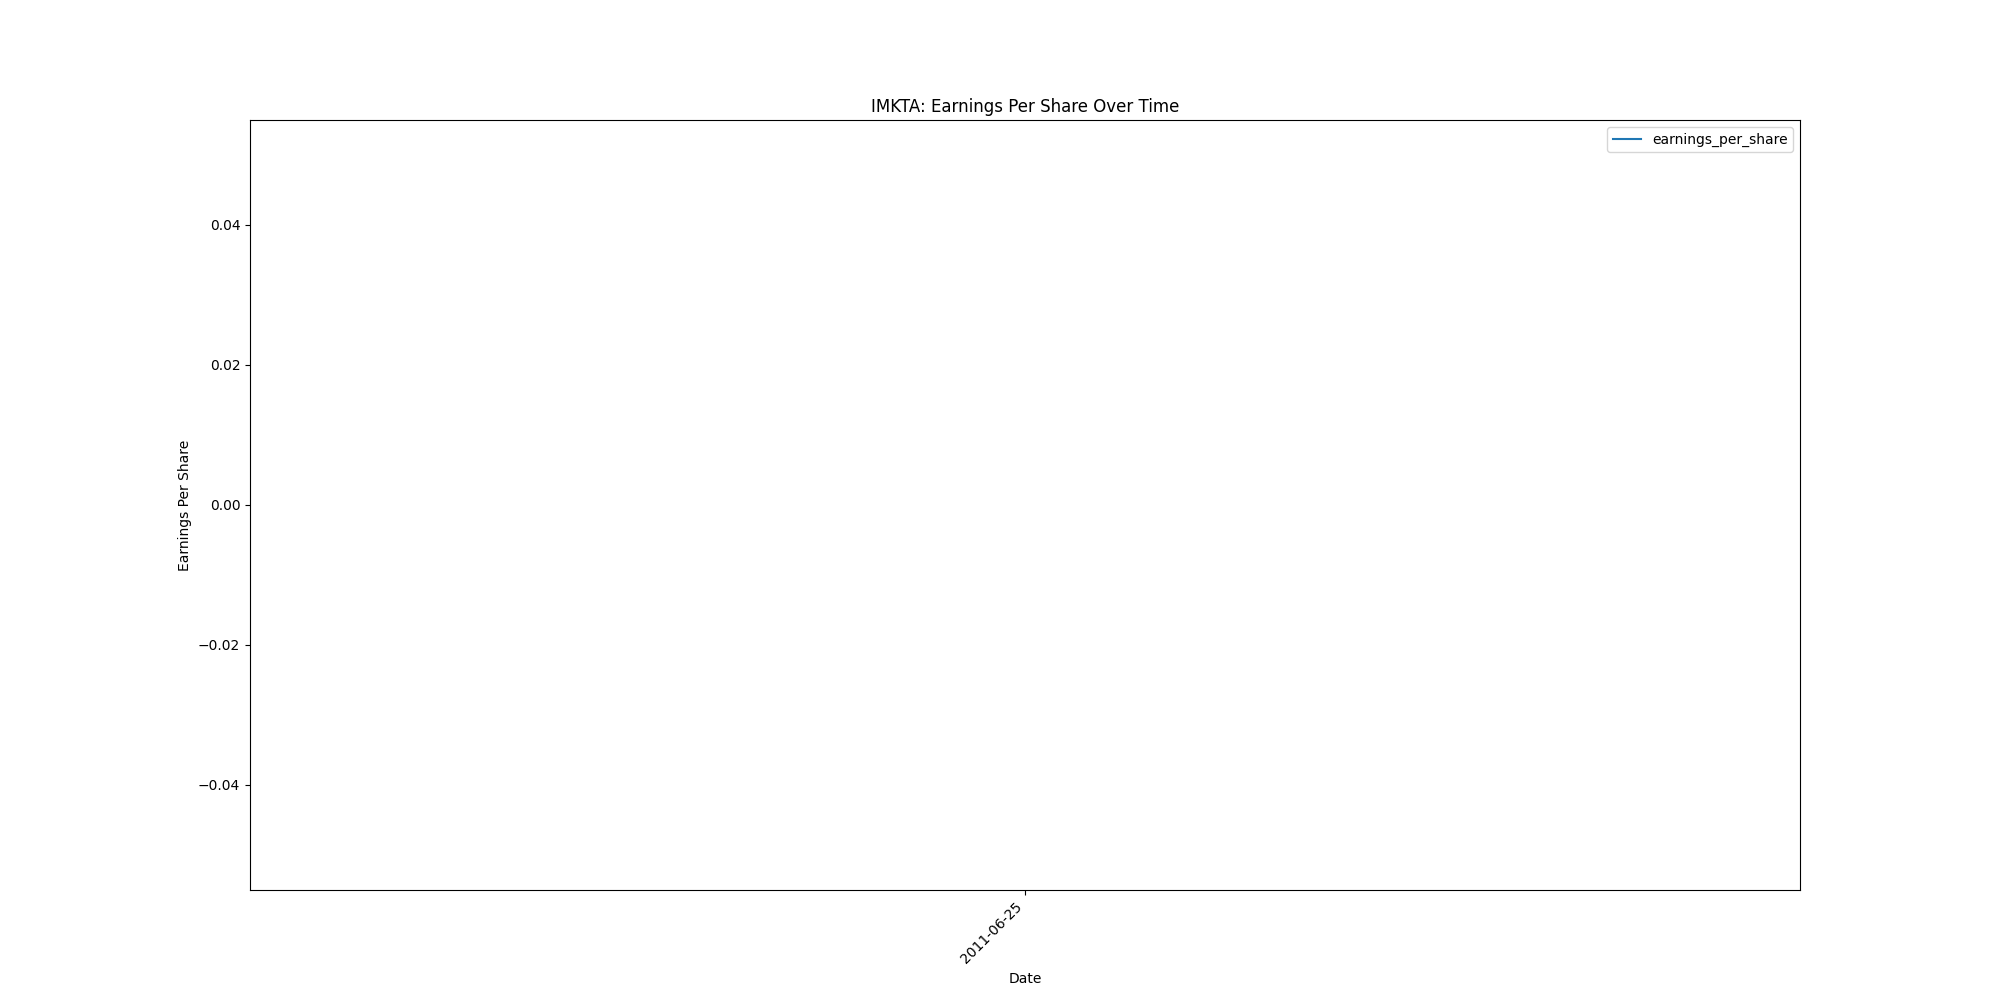 IMKTA: Earnings Per Share Over Time
earnings_per_share
0.04
0.02
0.00
−0.02
−0.04
Earnings Per Share
2011-06-25
Date